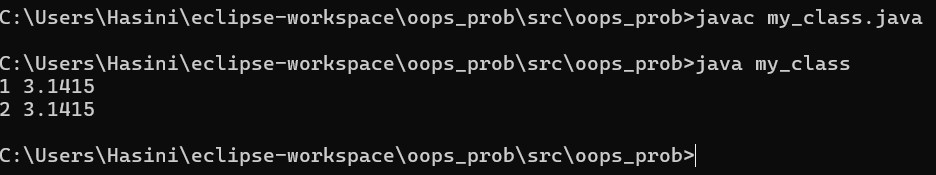 C:\Users\Hasini\eclipse-workspace\oops_prob\src\oops_prob>javac my_class.java
C:\Users\Hasini\eclipse-workspace\oops_prob\src\oops_prob>java my_class
1 3.1415
2 3.1415
C:\Users\Hasini\eclipse-workspace\oops_prob\src\oops_prob>